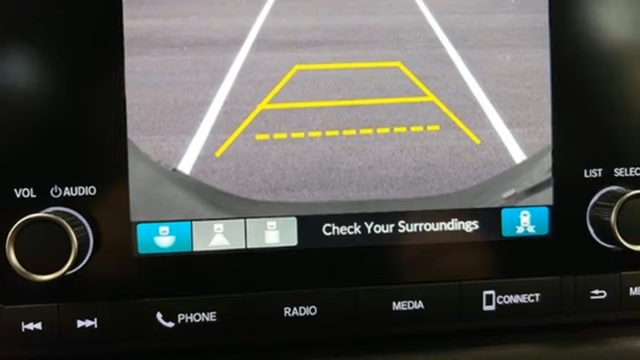 VOL AUDIO
LIST
Check Your Surroundings
PHONE
RADIO
MEDIA
CONNECT